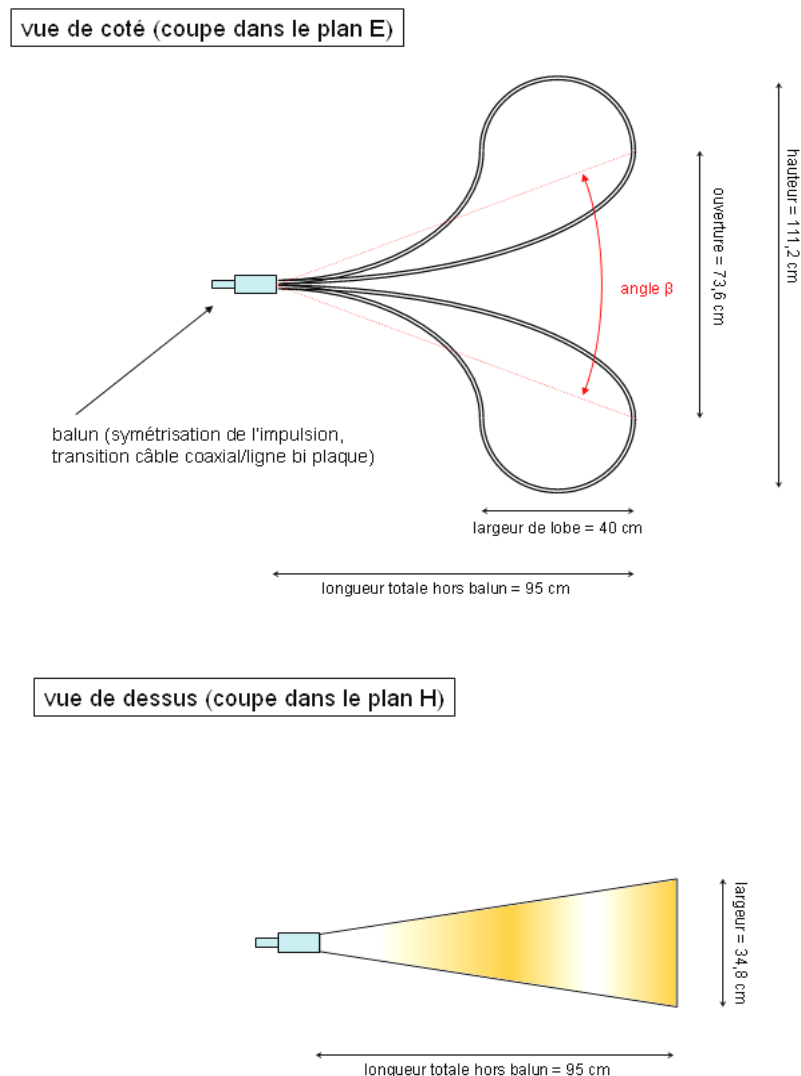 vue de coté (coupe dans le plan E)
hauteur = 111,2 cm
ouverture = 73,6 cm
angle β
balun (symétrisation de l'impulsion,
transition câble coaxial/ligne bi plaque)
largeur de lobe = 40 cm
longueur totale hors balun = 95 cm
vue de dessus (coupe dans le plan H)
largeur = 34,8 cm
longueur totale hors balun = 95 cm